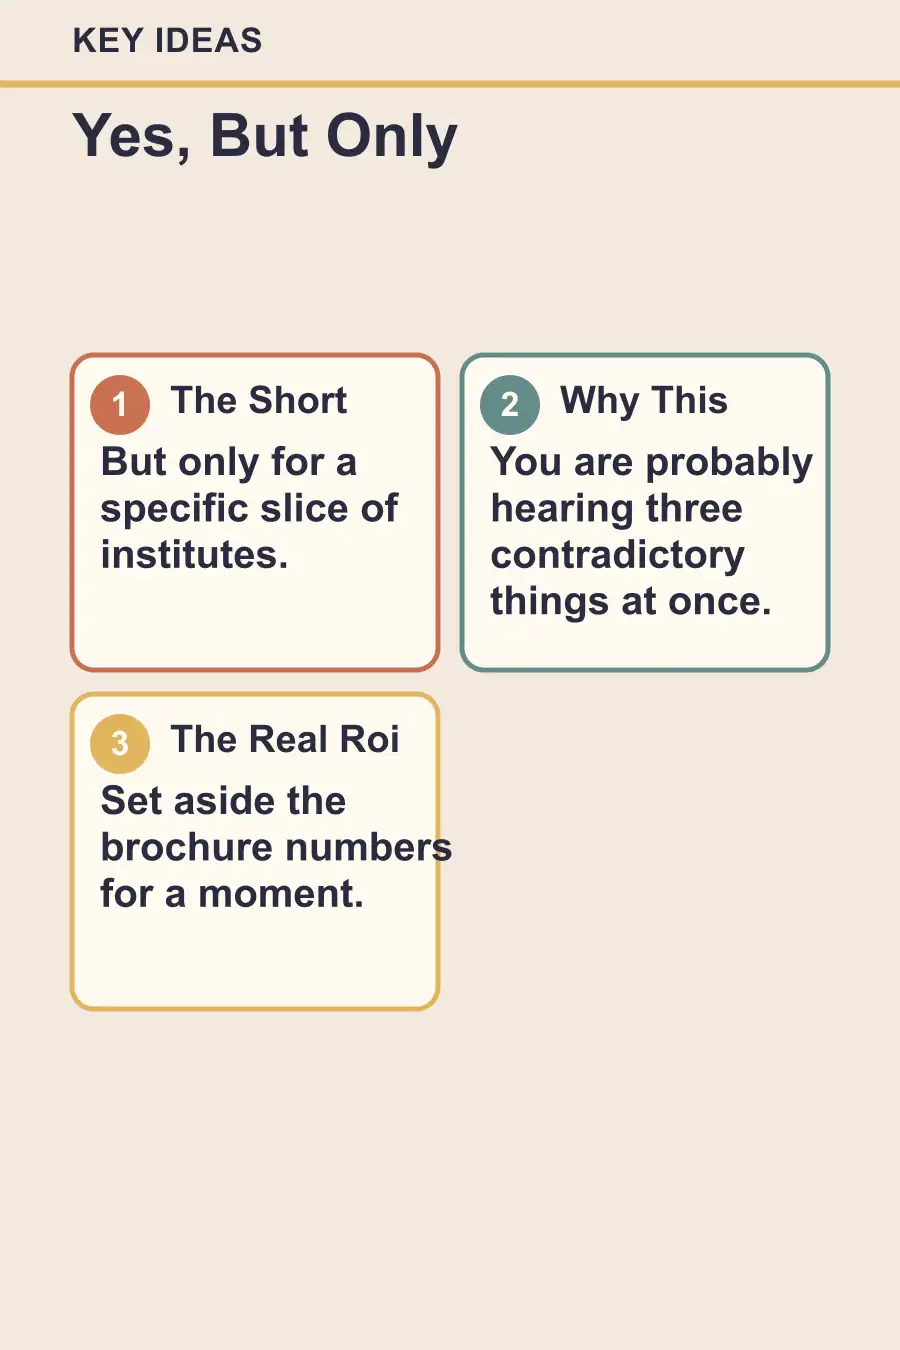 KEY IDEAS
Yes, But Only
1
The Short
But only for a
specific slice of
institutes.
2
Why This
You are probably
hearing three
contradictory
things at once.
3
The Real Roi
Set aside the
brochure numbers
for a moment.